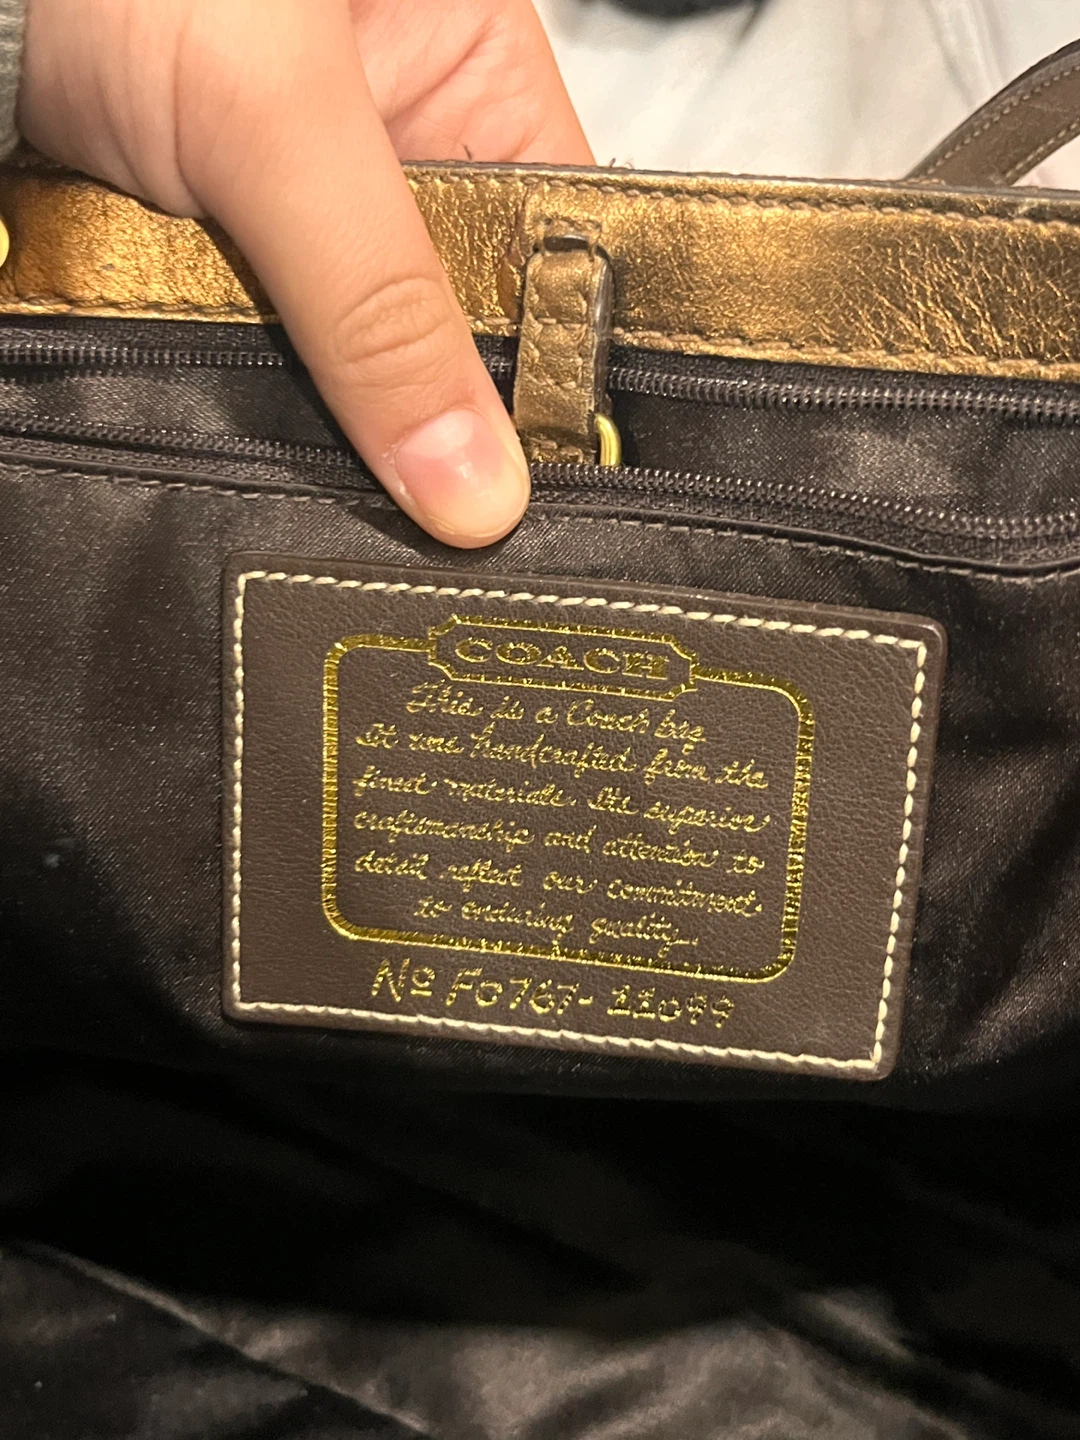 COACH
This is a Coach bag.
It was handcrafted from the
finest materials. Its superior
craftsmanship and attention to
detail reflect our commitment
to enduring quality.
Nº F0767-11099